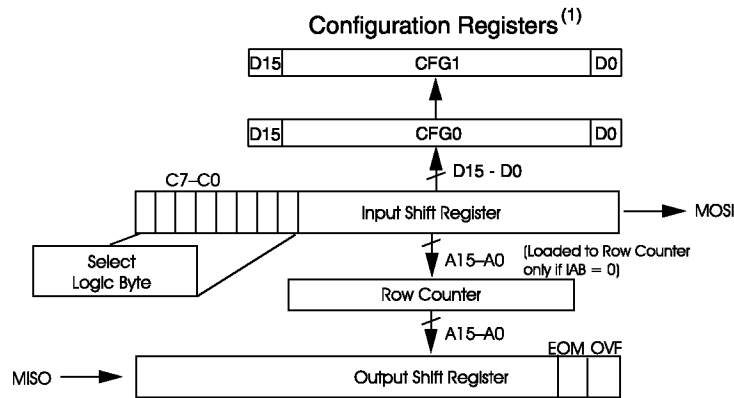 Configuration Registers(1)
D15 CFG1 D0
D15 CFG0 D0
D15 - D0
C7–C0
Input Shift Register
MOSI
Select
Logic Byte
A15–A0
(Loaded to Row Counter
only if IAB = 0)
Row Counter
A15–A0
EOM OVF
MISO
Output Shift Register